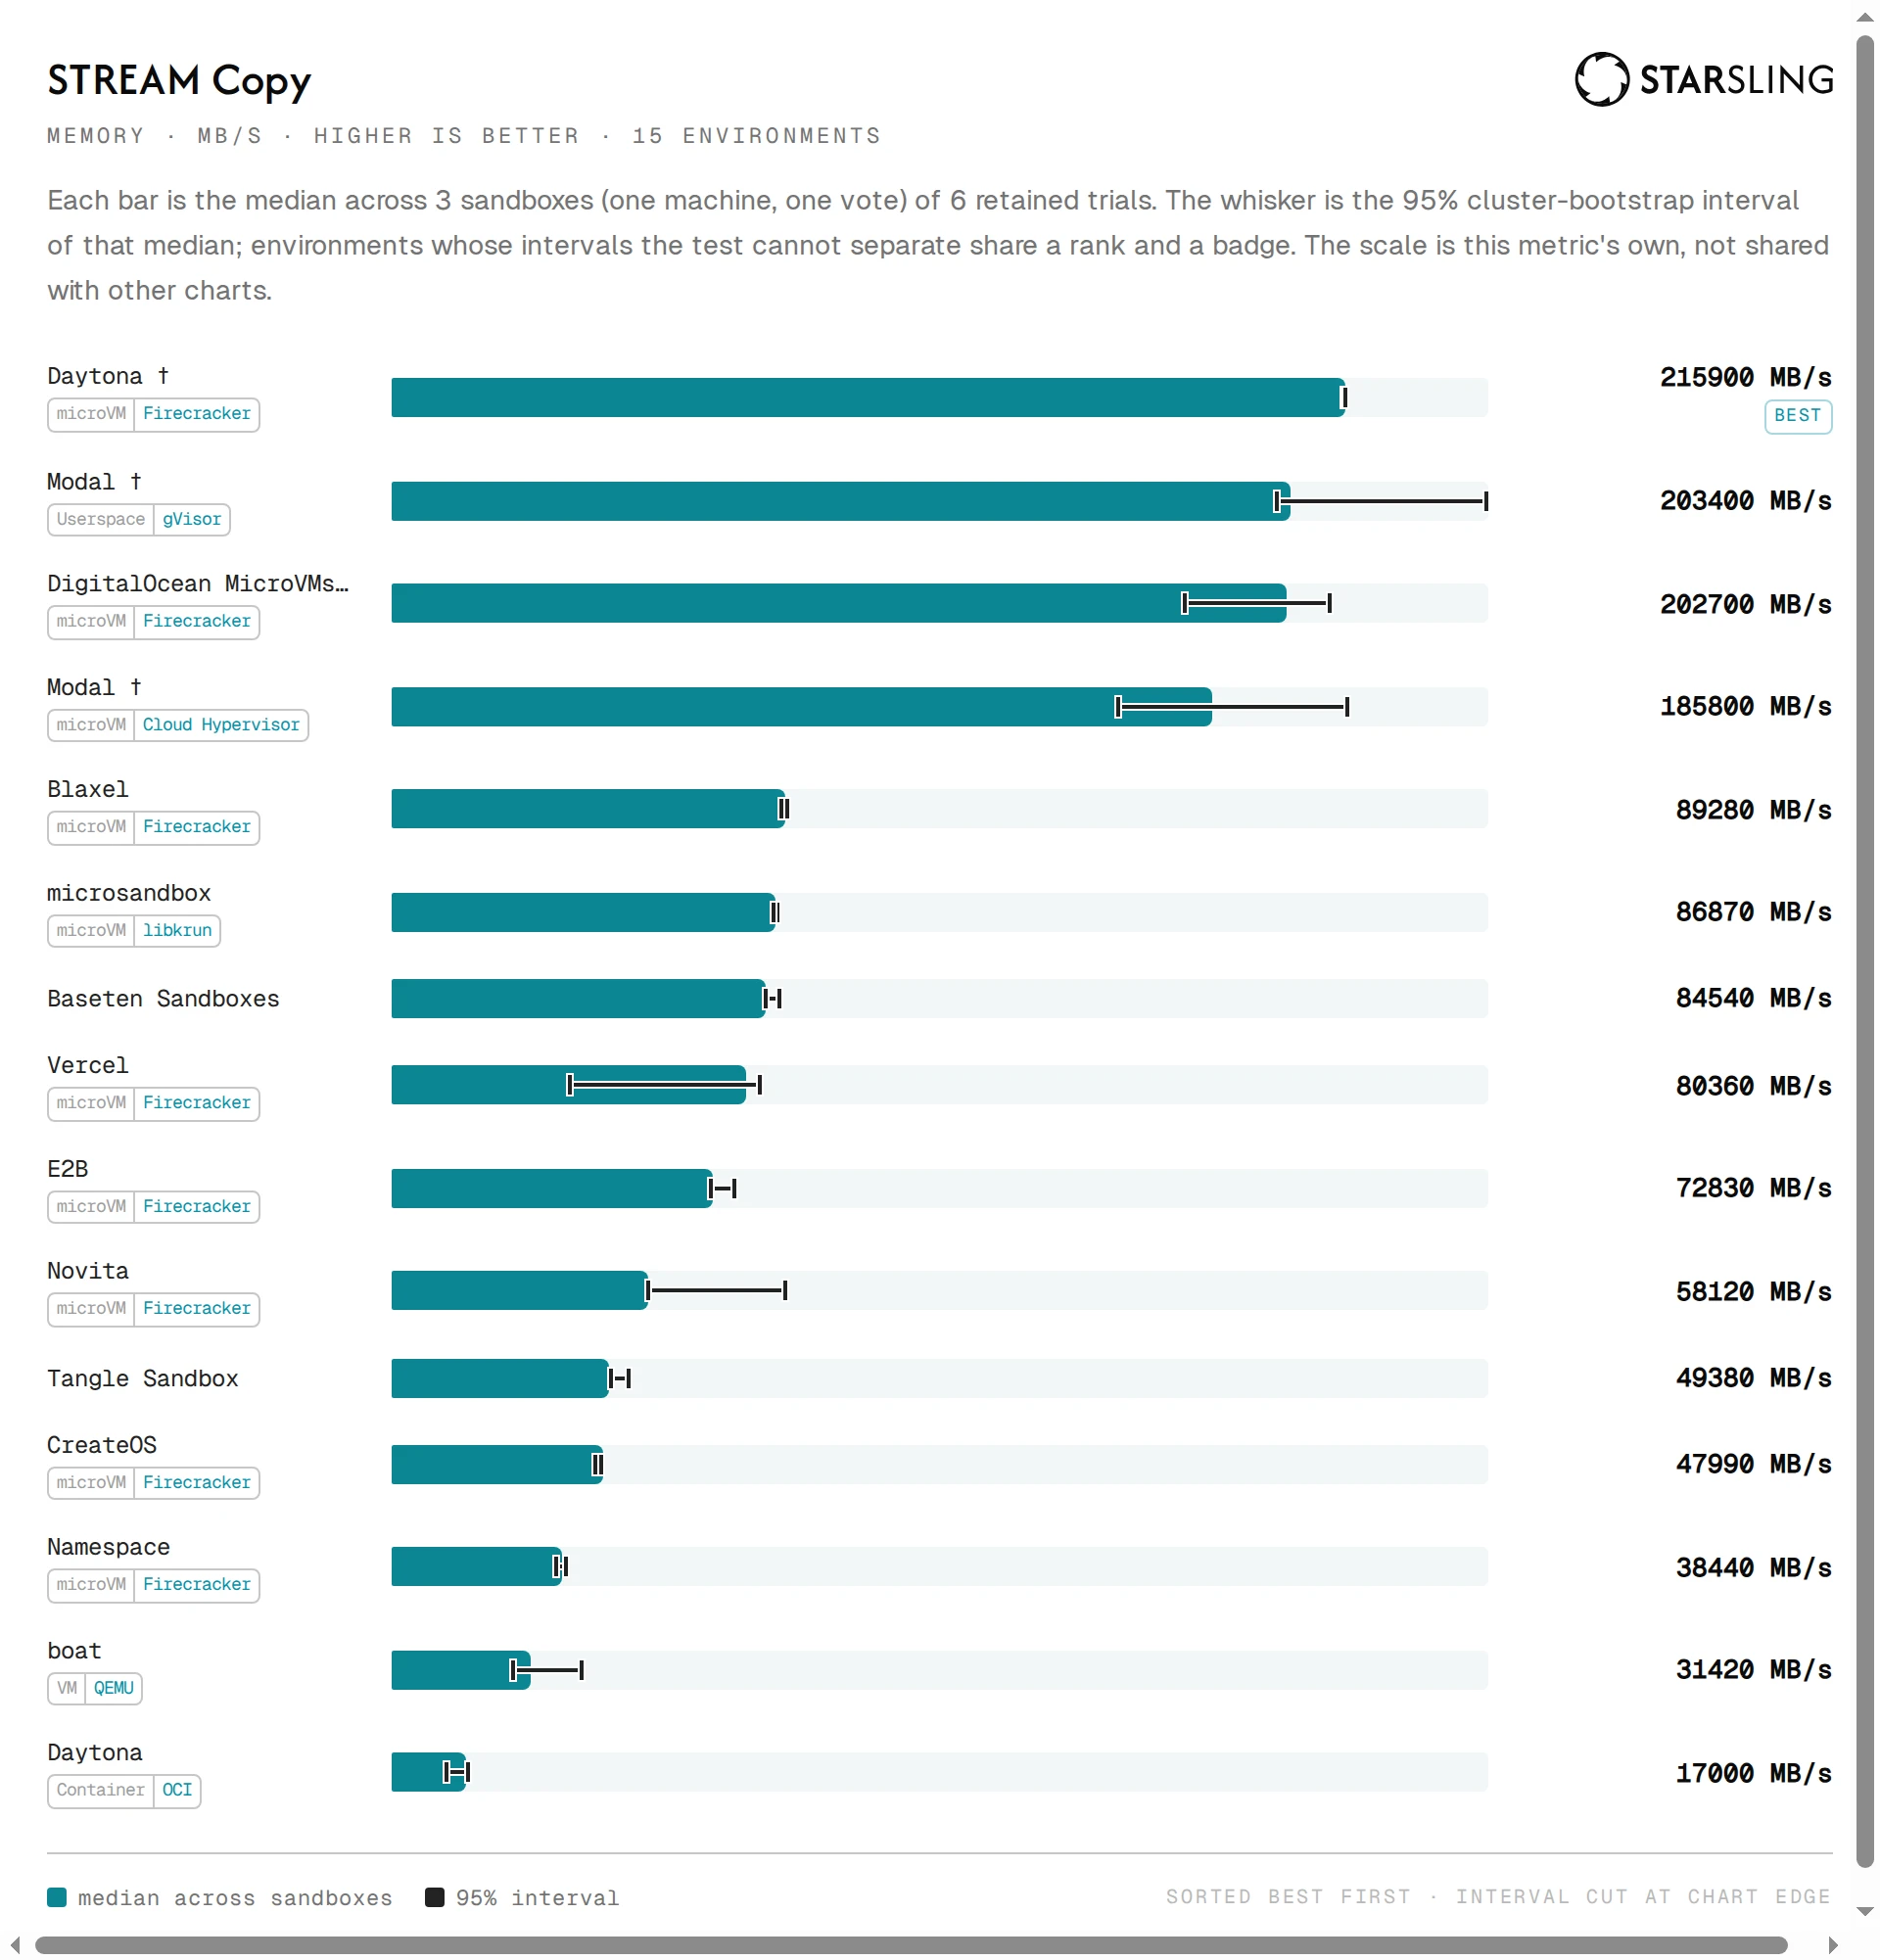 STREAM Copy
STARSLING
MEMORY · MB/S · HIGHER IS BETTER · 15 ENVIRONMENTS
Each bar is the median across 3 sandboxes (one machine, one vote) of 6 retained trials. The whisker is the 95% cluster-bootstrap interval
of that median; environments whose intervals the test cannot separate share a rank and a badge. The scale is this metric's own, not shared
with other charts.
Daytona †
215900 MB/s
microVM Firecracker
BEST
Modal †
203400 MB/s
Userspace gVisor
DigitalOcean MicroVMs…
202700 MB/s
microVM Firecracker
Modal †
185800 MB/s
microVM Cloud Hypervisor
Blaxel
89280 MB/s
microVM Firecracker
microsandbox
86870 MB/s
microVM libkrun
Baseten Sandboxes
84540 MB/s
Vercel
80360 MB/s
microVM Firecracker
E2B
72830 MB/s
microVM Firecracker
Novita
58120 MB/s
microVM Firecracker
Tangle Sandbox
49380 MB/s
CreateOS
47990 MB/s
microVM Firecracker
Namespace
38440 MB/s
microVM Firecracker
boat
31420 MB/s
VM QEMU
Daytona
17000 MB/s
Container OCI
median across sandboxes
95% interval
SORTED BEST FIRST · INTERVAL CUT AT CHART EDGE